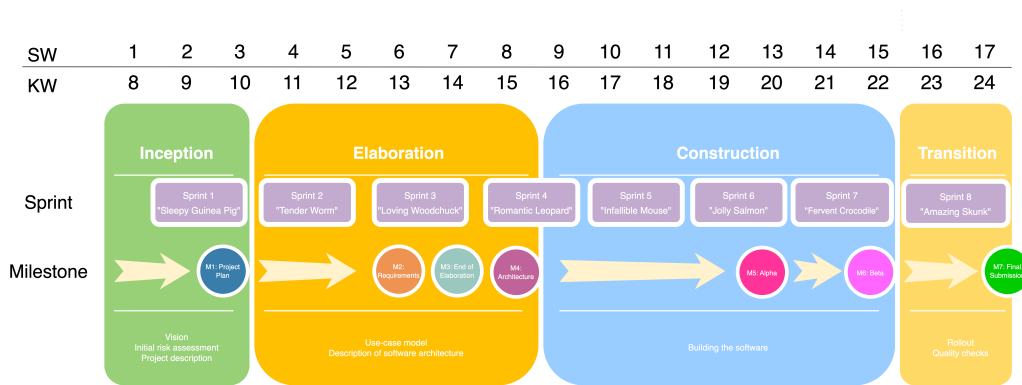 SW 1 2 3 4 5 6 7 8 9 10 11 12 13 14 15 16 17
KW 8 9 10 11 12 13 14 15 16 17 18 19 20 21 22 23 24
Inception Elaboration Construction Transition
Sprint
Sprint 1
"Sleepy Guinea Pig"
Sprint 2
"Tender Worm"
Sprint 3
"Loving Woodchuck"
Sprint 4
"Romantic Leopard"
Sprint 5
"Infallible Mouse"
Sprint 6
"Jolly Salmon"
Sprint 7
"Fervent Crocodile"
Sprint 8
"Amazing Skunk"
Milestone
M1: Project
Plan
M2:
Requirements
M3: End of
Elaboration
M4:
Architecture
M5: Alpha
M6: Beta
M7: Final
Submission
Vision
Initial risk assessment
Project description
Use-case model
Description of software architecture
Building the software
Rollout
Quality checks